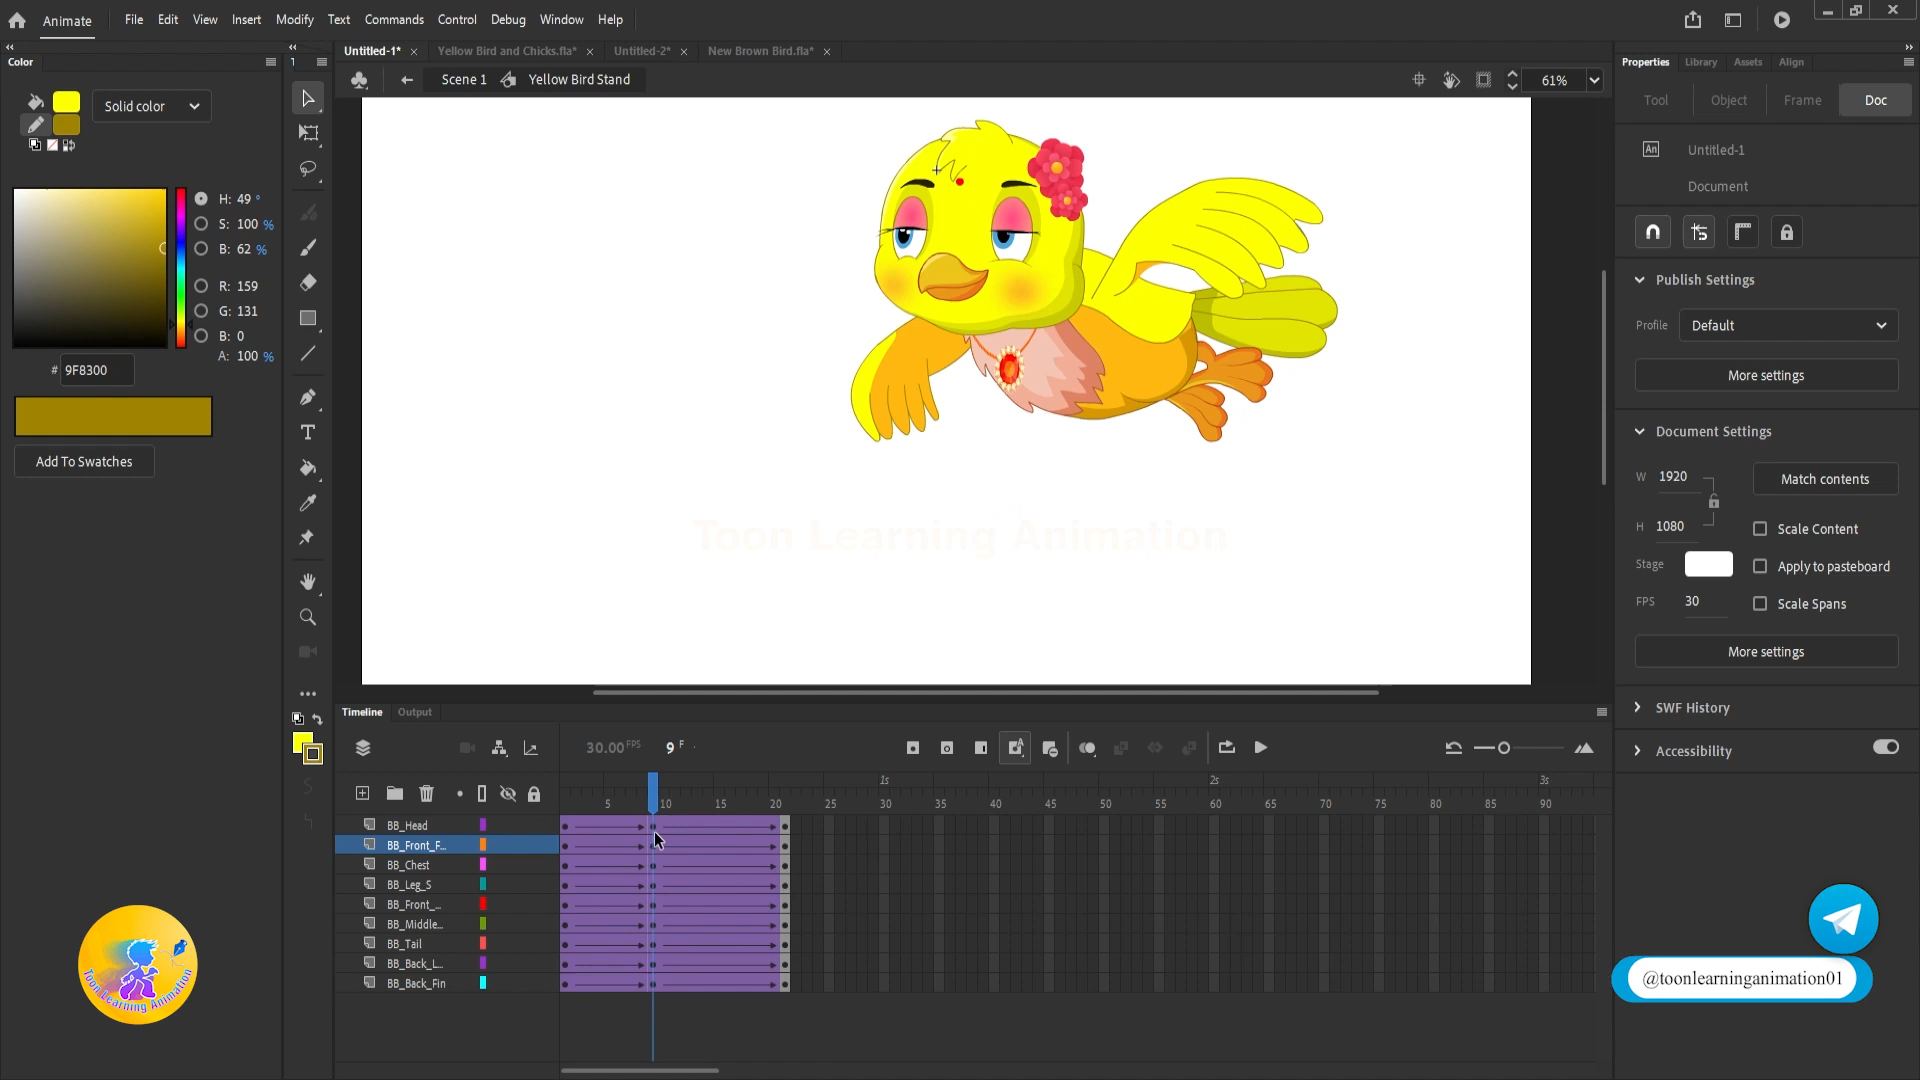 Animate File Edit View Insert Modify Text Commands Control Debug Window Help
Color
Solid color
H: 49 °
S: 100 %
B: 62 %
R: 159
G: 131
B: 0
A: 100 %
# 9F8300
Add To Swatches
Untitled-1* × Yellow Bird and Chicks.fla* × Untitled-2* × New Brown Bird.fla* ×
Scene 1 Yellow Bird Stand
61%
Toon Learning Animation
Properties Library Assets Align
Tool Object Frame Doc
An Untitled-1
Document
Publish Settings
Profile Default
More settings
Document Settings
W 1920 Match contents
H 1080 Scale Content
Stage Apply to pasteboard
FPS 30 Scale Spans
More settings
SWF History
Accessibility
Timeline Output
30.00 FPS 9 F
1s 2s 3s
5 10 15 20 25 30 35 40 45 50 55 60 65 70 75 80 85 90
BB_Head
BB_Front_F...
BB_Chest
BB_Leg_S
BB_Front_...
BB_Middle...
BB_Tail
BB_Back_L...
BB_Back_Fin
Toon Learning Animation
@toonlearninganimation01